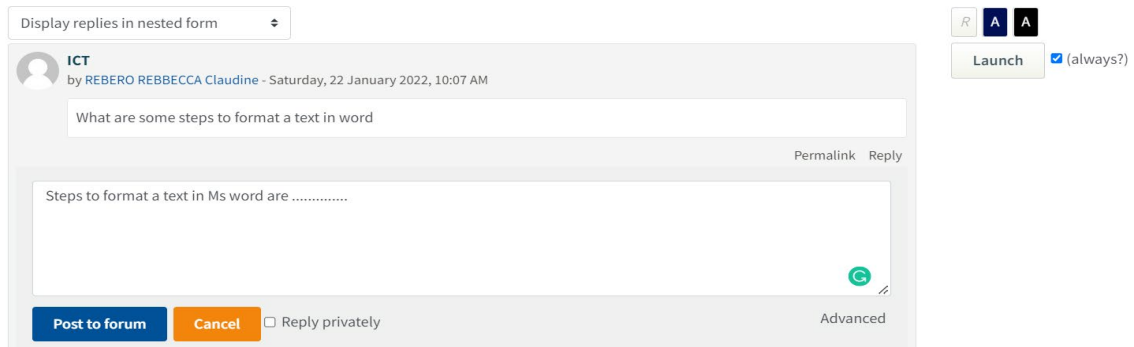 Display replies in nested form
R A A
Launch (always?)
ICT
by REBERO REBBECCA Claudine - Saturday, 22 January 2022, 10:07 AM
What are some steps to format a text in word
Permalink Reply
Steps to format a text in Ms word are ..............
Post to forum Cancel Reply privately Advanced